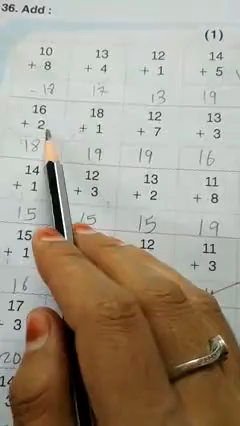 36. Add :
(1)
10 13 12 14
+ 8 + 4 + 1 + 5
18 17 13 19
16 18 12 13
+ 2 + 1 + 7 + 3
18 19 19 16
14 12 13 11
+ 1 + 3 + 2 + 8
15 15 15 19
15 12 11
+ 1 + 3
16
17
+ 3
20